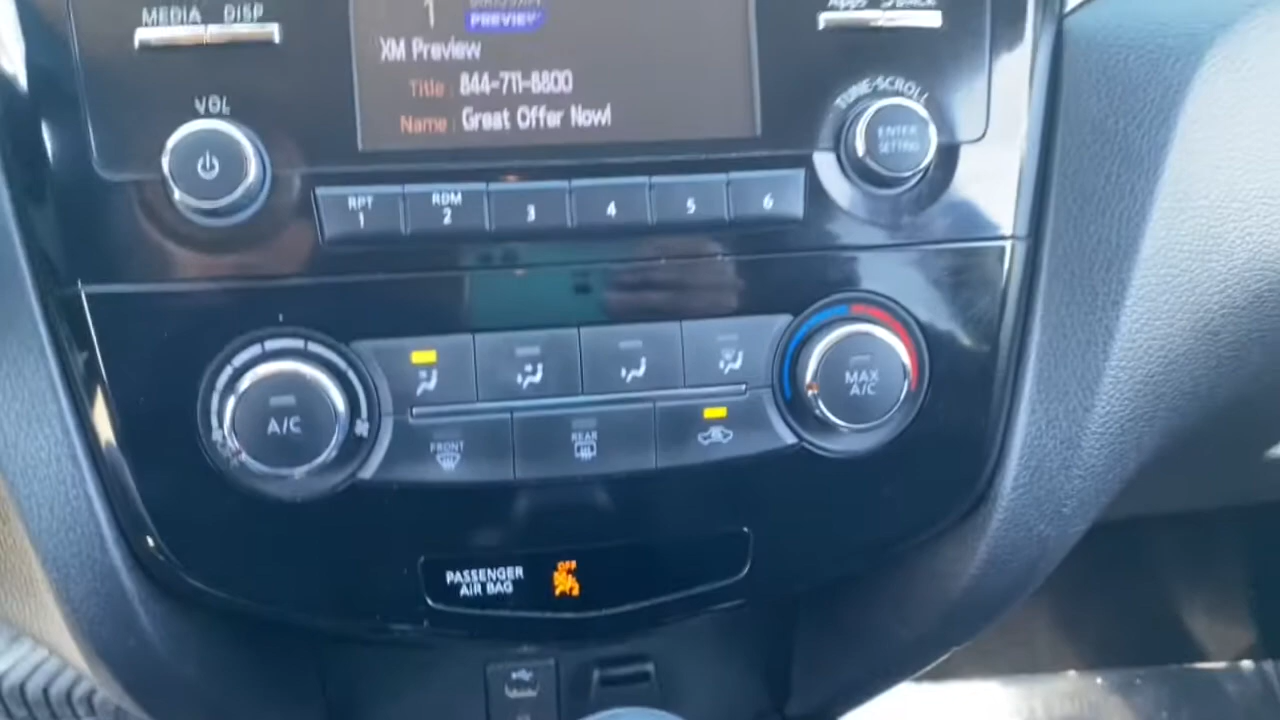 MEDIA DISP
1
PREVIEW
XM Preview
Title : 844-711-8800
Name : Great Offer Now!
VOL
TUNE·SCROLL
ENTER
SETTING
RPT
1
RDM
2
3
4
5
6
A/C
MAX
A/C
FRONT
REAR
PASSENGER
AIR BAG
OFF